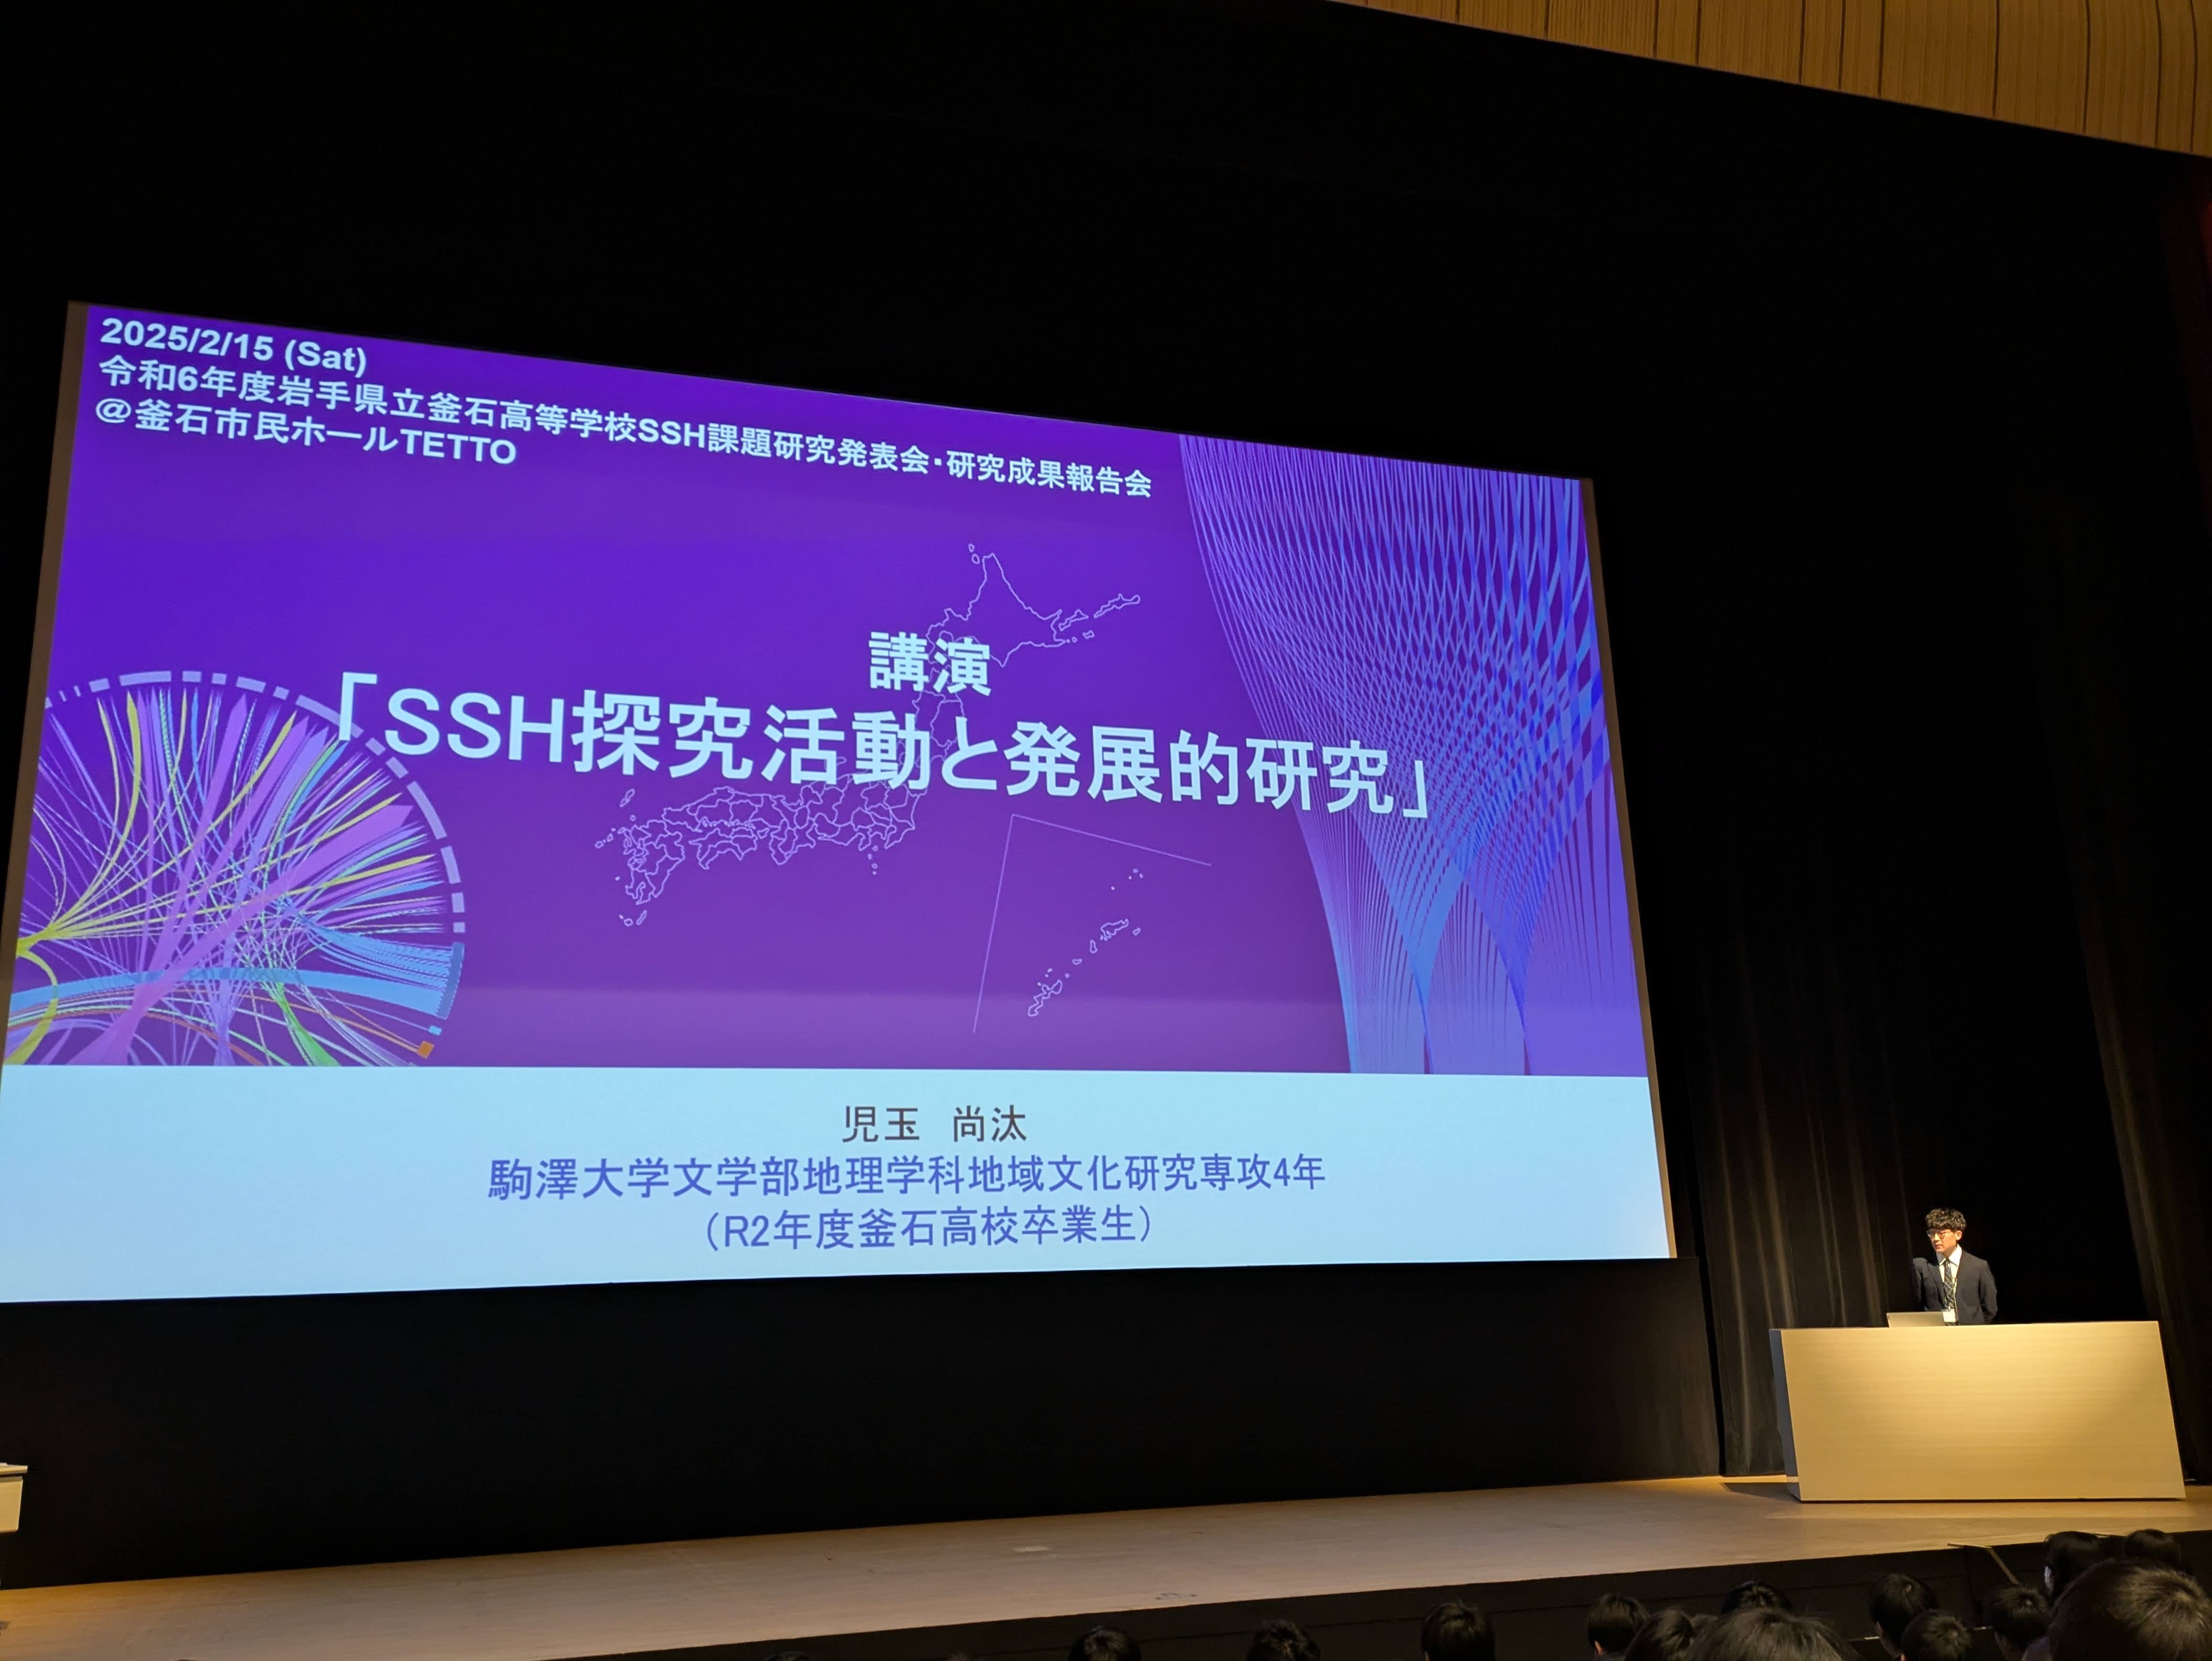 2025/2/15 (Sat)
令和6年度岩手県立釜石高等学校SSH課題研究発表会・研究成果報告会
@釜石市民ホールTETTO
講演
「SSH探究活動と発展的研究」
児玉　尚汰
駒澤大学文学部地理学科地域文化研究専攻4年
（R2年度釜石高校卒業生）